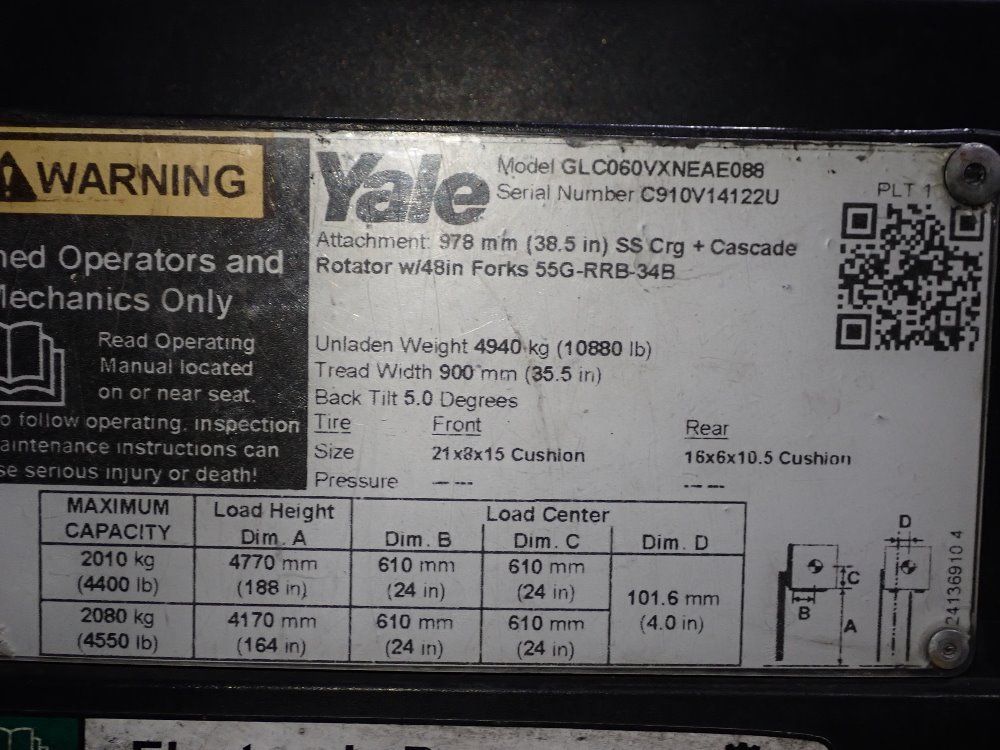 WARNING
ned Operators and
Mechanics Only
Read Operating
Manual located
on or near seat.
o follow operating, inspection
aintenance instructions can
se serious injury or death!
Yale
Model GLC060VXNEAE088
Serial Number C910V14122U
PLT 1
Attachment: 978 mm (38.5 in) SS Crg + Cascade
Rotator w/48in Forks 55G-RRB-34B
Unladen Weight 4940 kg (10880 lb)
Tread Width 900 mm (35.5 in)
Back Tilt 5.0 Degrees
Tire Front Rear
Size 21x8x15 Cushion 16x6x10.5 Cushion
Pressure -- --- -- ---
MAXIMUM CAPACITY Load Height Dim. A Load Center
Dim. B Dim. C Dim. D
2010 kg 4770 mm 610 mm 610 mm
(4400 lb) (188 in) (24 in) (24 in)
101.6 mm
(4.0 in)
2080 kg 4170 mm 610 mm 610 mm
(4550 lb) (164 in) (24 in) (24 in)
D
C
B
A
24136910 4